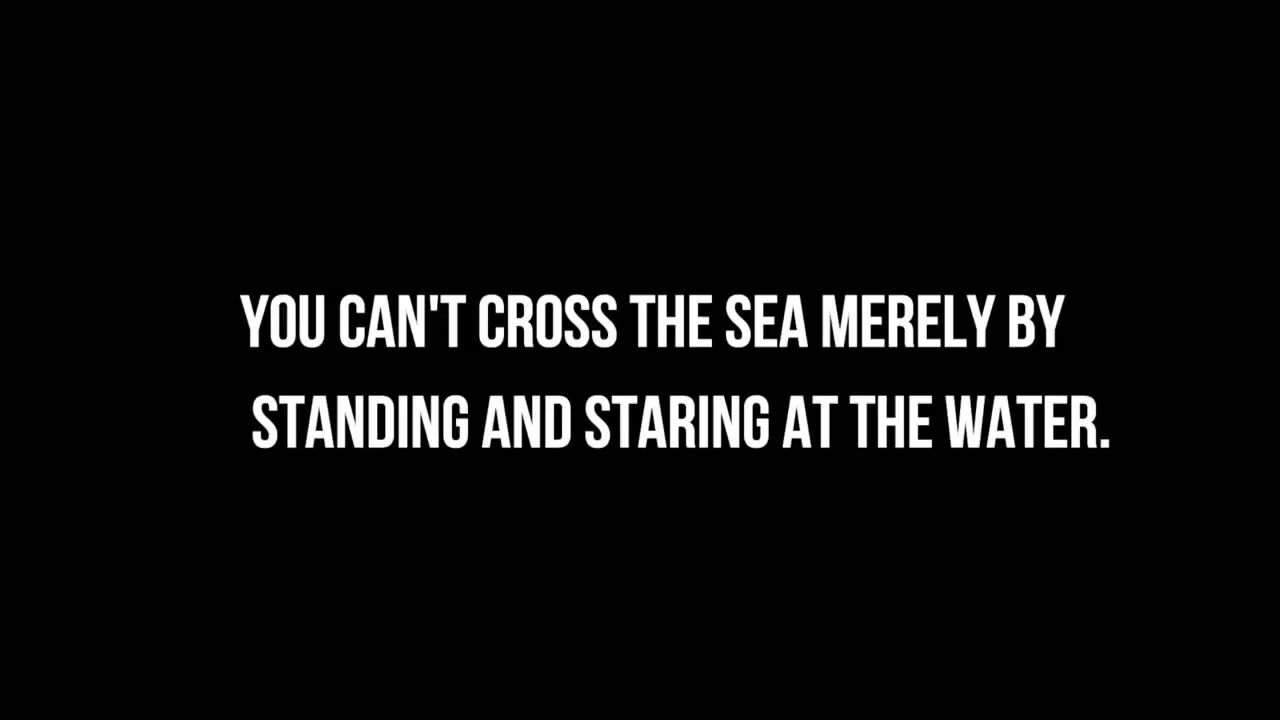 YOU CAN'T CROSS THE SEA MERELY BY
STANDING AND STARING AT THE WATER.